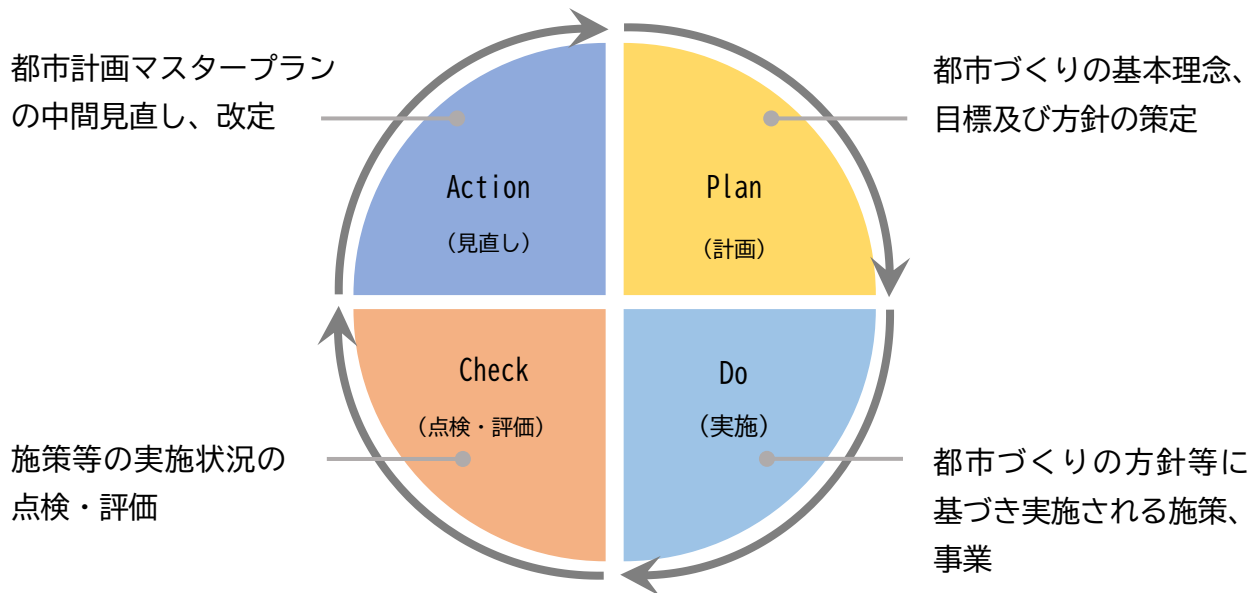 都市計画マスタープラン
の中間見直し、改定
Action
（見直し）
Plan
（計画）
都市づくりの基本理念、
目標及び方針の策定
施策等の実施状況の
点検・評価
Check
（点検・評価）
Do
（実施）
都市づくりの方針等に
基づき実施される施策、
事業